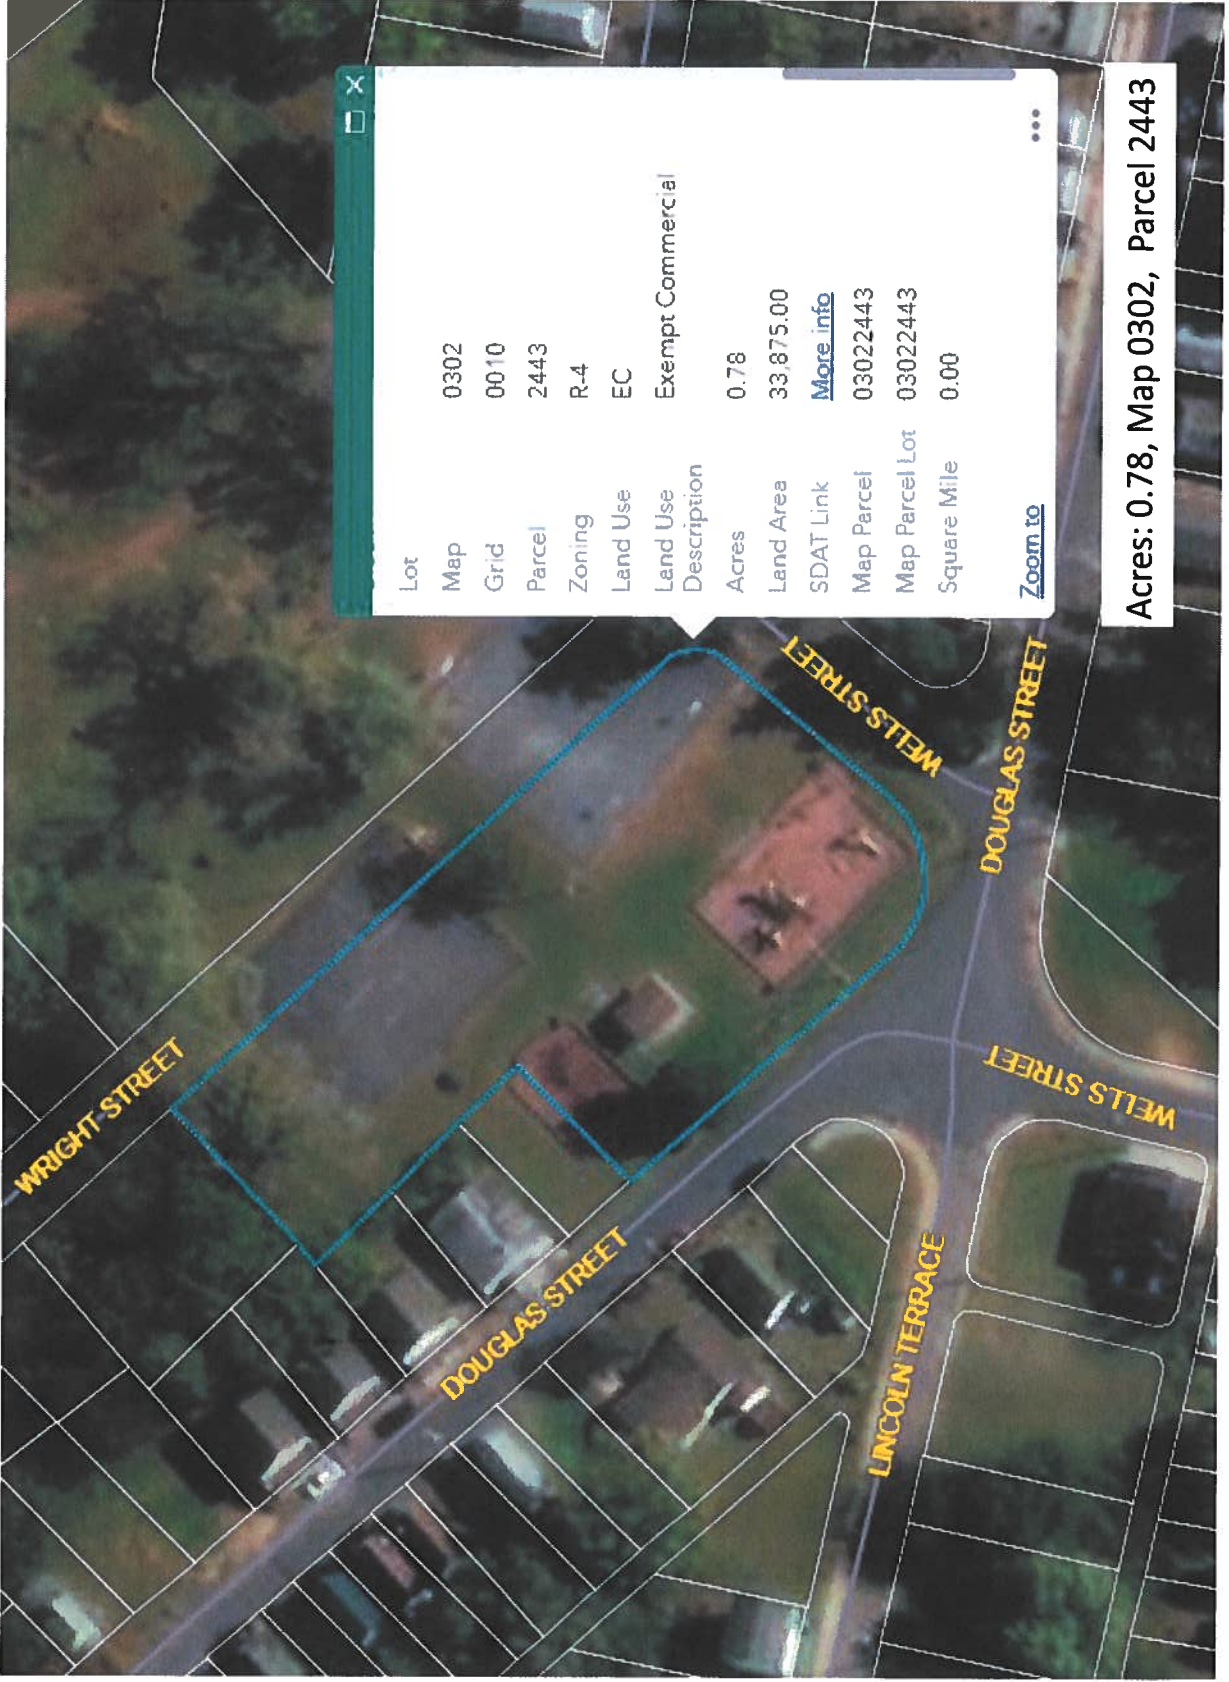 WRIGHT STREET
DOUGLAS STREET
LINCOLN TERRACE
WELLS STREET
WELLS STREET
DOUGLAS STREET
Lot
Map 0302
Grid 0010
Parcel 2443
Zoning R-4
Land Use EC
Land Use Exempt Commercial
Description
Acres 0.78
Land Area 33,875.00
SDAT Link More info
Map Parcel 03022443
Map Parcel Lot 03022443
Square Mile 0.00
Zoom to
•••
Acres: 0.78, Map 0302, Parcel 2443